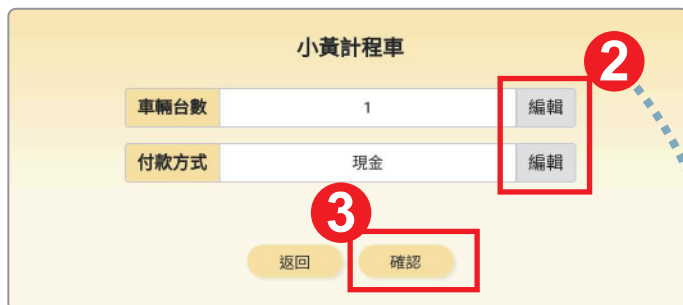 小黃計程車
2
車輛台數 1 編輯
付款方式 現金 編輯
3
返回 確認